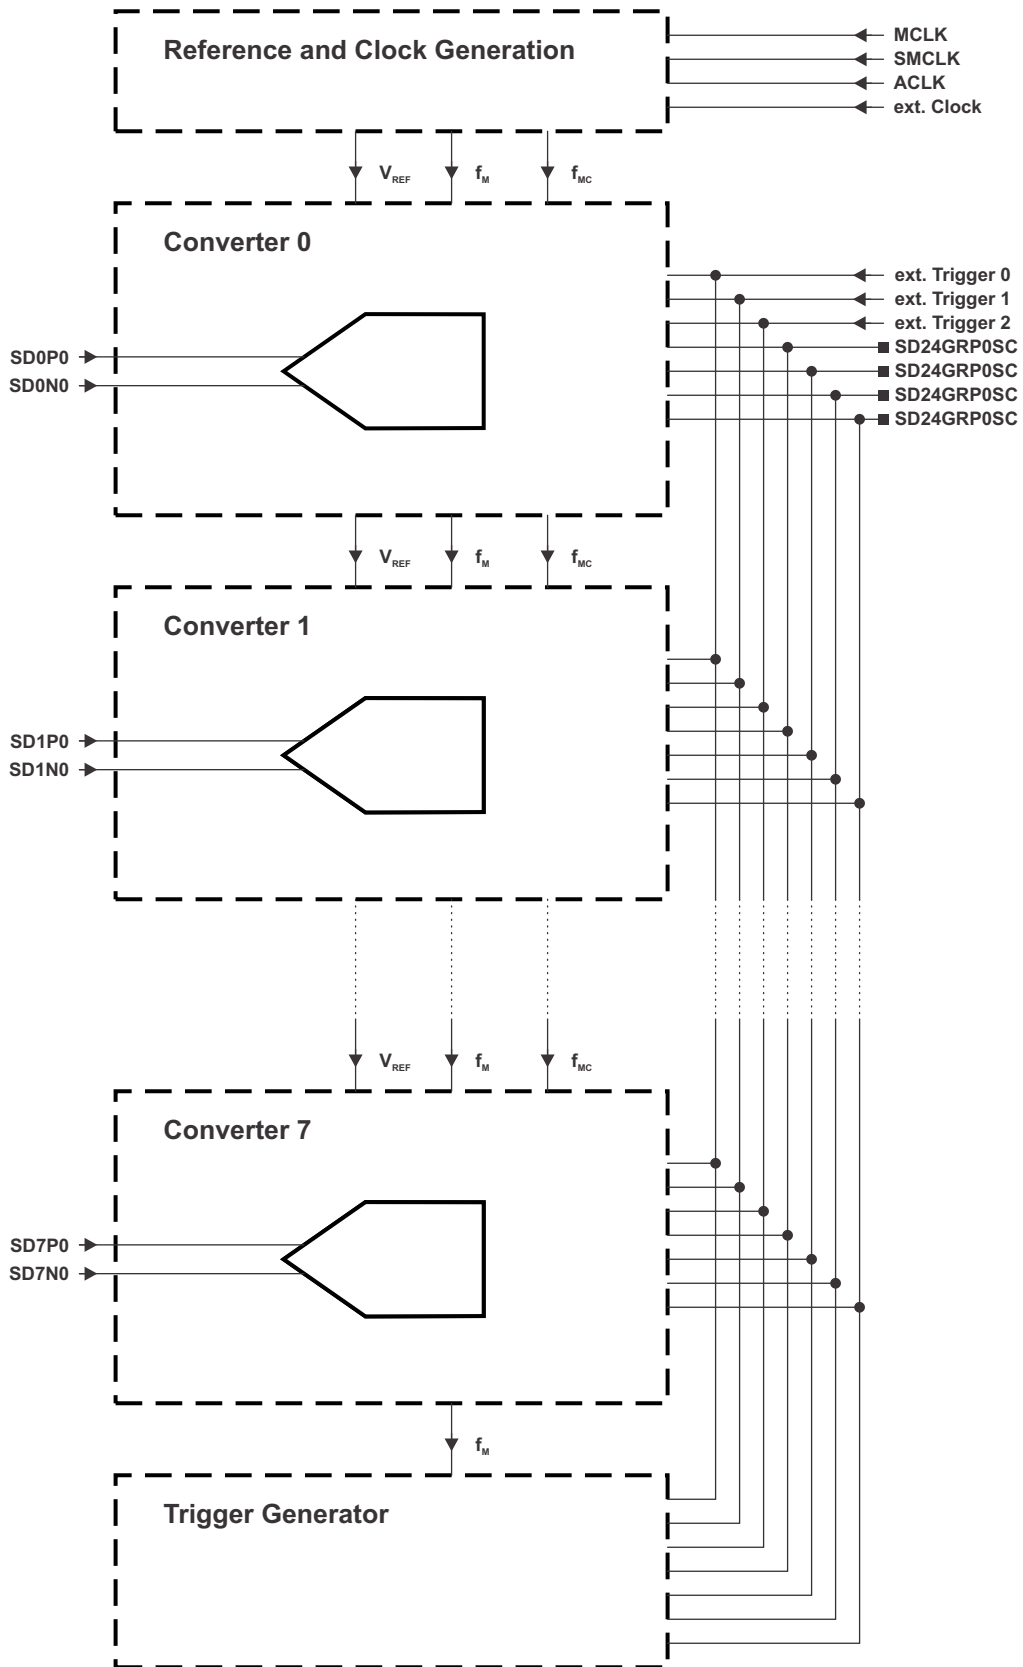 Reference and Clock Generation
MCLK
SMCLK
ACLK
ext. Clock
VREF
fM
fMC
Converter 0
ext. Trigger 0
ext. Trigger 1
ext. Trigger 2
SD24GRP0SC
SD24GRP0SC
SD24GRP0SC
SD24GRP0SC
SD0P0
SD0N0
VREF
fM
fMC
Converter 1
SD1P0
SD1N0
VREF
fM
fMC
Converter 7
SD7P0
SD7N0
fM
Trigger Generator